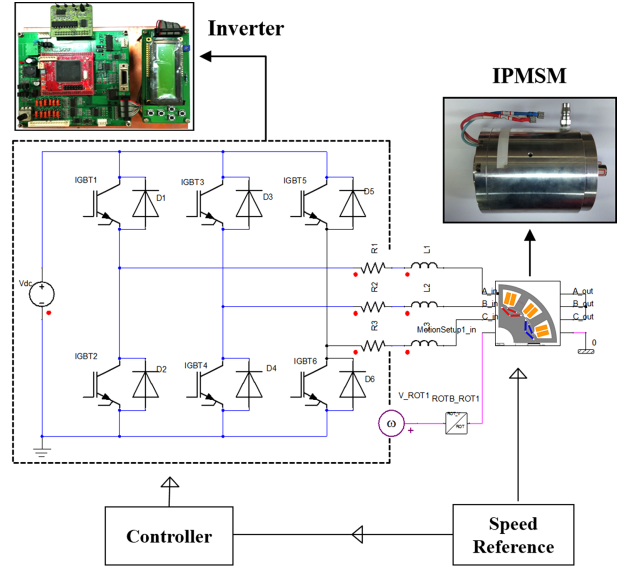 Inverter
IPMSM
IGBT1
D1
IGBT3
D3
IGBT5
D5
Vdc
R1
L1
R2
L2
R3
L3
MotionSetup1_in
A_in
B_in
C_in
A_out
B_out
C_out
0
IGBT2
D2
IGBT4
D4
IGBT6
D6
V_ROT1
ROTB_ROT1
ω
+
ROT
Controller
Speed
Reference